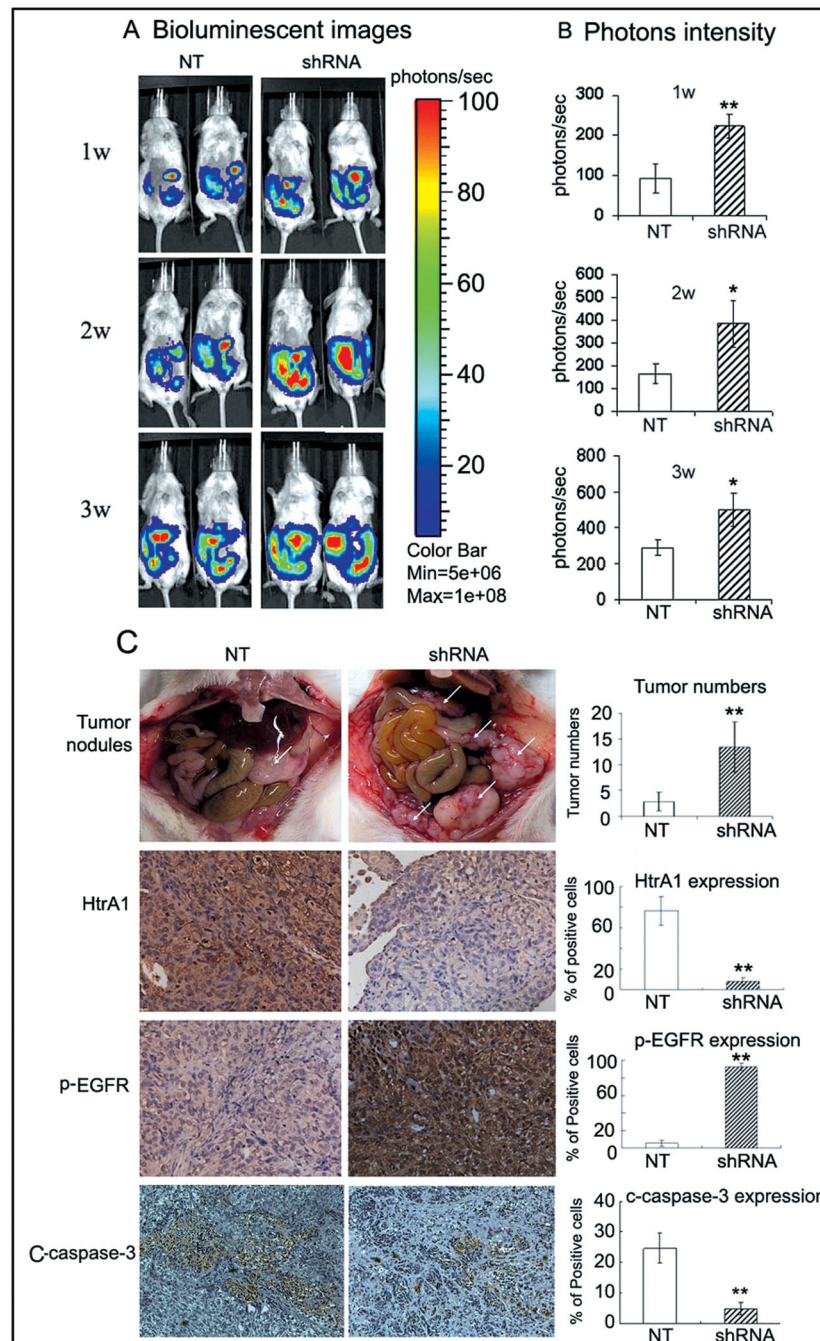 A Bioluminescent images
NT shRNA
photons/sec
1w
2w
3w
100
80
60
40
20
Color Bar
Min=5e+06
Max=1e+08
B Photons intensity
1w
photons/sec
300
200
100
0
**
NT shRNA
2w
photons/sec
600
500
400
300
200
100
0
*
NT shRNA
3w
photons/sec
800
600
400
200
0
*
NT shRNA
C
NT shRNA
Tumor
nodules
Tumor numbers
Tumor numbers
20
15
10
5
0
**
NT shRNA
HtrA1
HtrA1 expression
% of positive cells
100
60
20
0
**
NT shRNA
p-EGFR
p-EGFR expression
% of Positive cells
100
60
20
0
**
NT shRNA
C-caspase-3
c-caspase-3 expression
% of Positive cells
40
30
20
10
0
**
NT shRNA